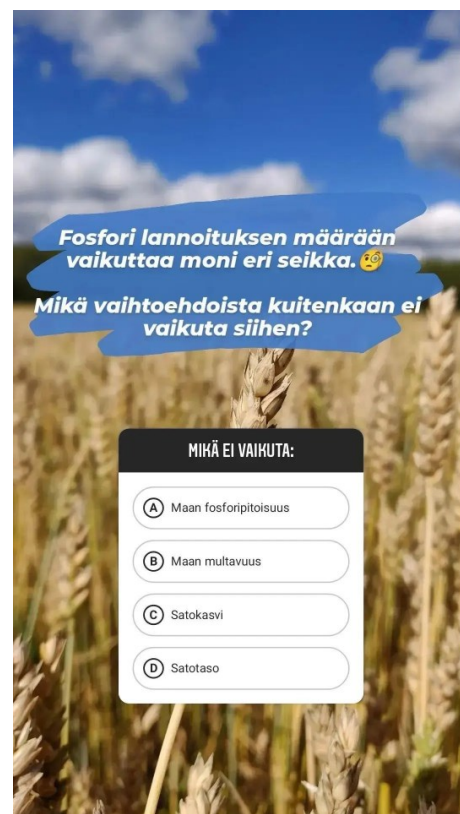 Fosfori lannoituksen määrään
vaikuttaa moni eri seikka.🧐
Mikä vaihtoehdoista kuitenkaan ei
vaikuta siihen?
MIKÄ EI VAIKUTA:
A Maan fosforipitoisuus
B Maan multavuus
C Satokasvi
D Satotaso